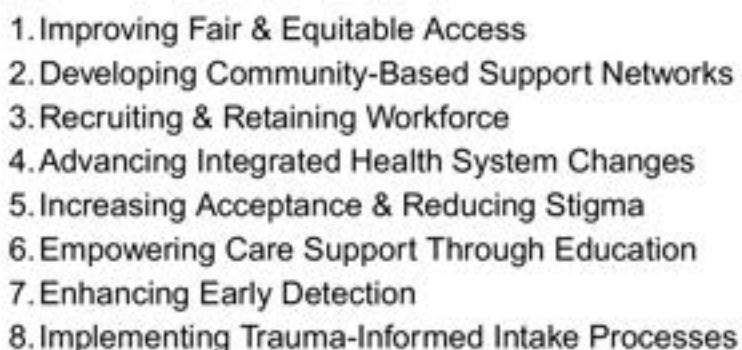 1. Improving Fair & Equitable Access
2. Developing Community-Based Support Networks
3. Recruiting & Retaining Workforce
4. Advancing Integrated Health System Changes
5. Increasing Acceptance & Reducing Stigma
6. Empowering Care Support Through Education
7. Enhancing Early Detection
8. Implementing Trauma-Informed Intake Processes